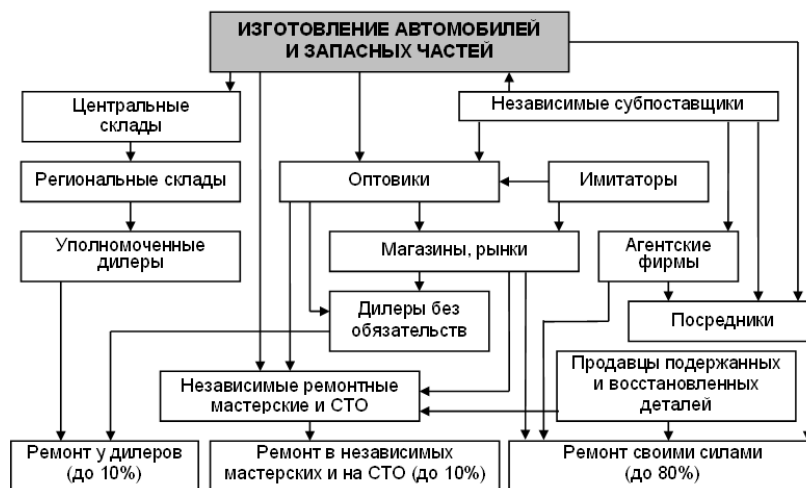 ИЗГОТОВЛЕНИЕ АВТОМОБИЛЕЙ
И ЗАПАСНЫХ ЧАСТЕЙ
Центральные
склады
Независимые субпоставщики
Региональные склады
Оптовики
Имитаторы
Уполномоченные
дилеры
Магазины, рынки
Агентские
фирмы
Дилеры без
обязательств
Посредники
Независимые ремонтные
мастерские и СТО
Продавцы подержанных
и восстановленных
деталей
Ремонт у дилеров
(до 10%)
Ремонт в независимых
мастерских и на СТО (до 10%)
Ремонт своими силами
(до 80%)